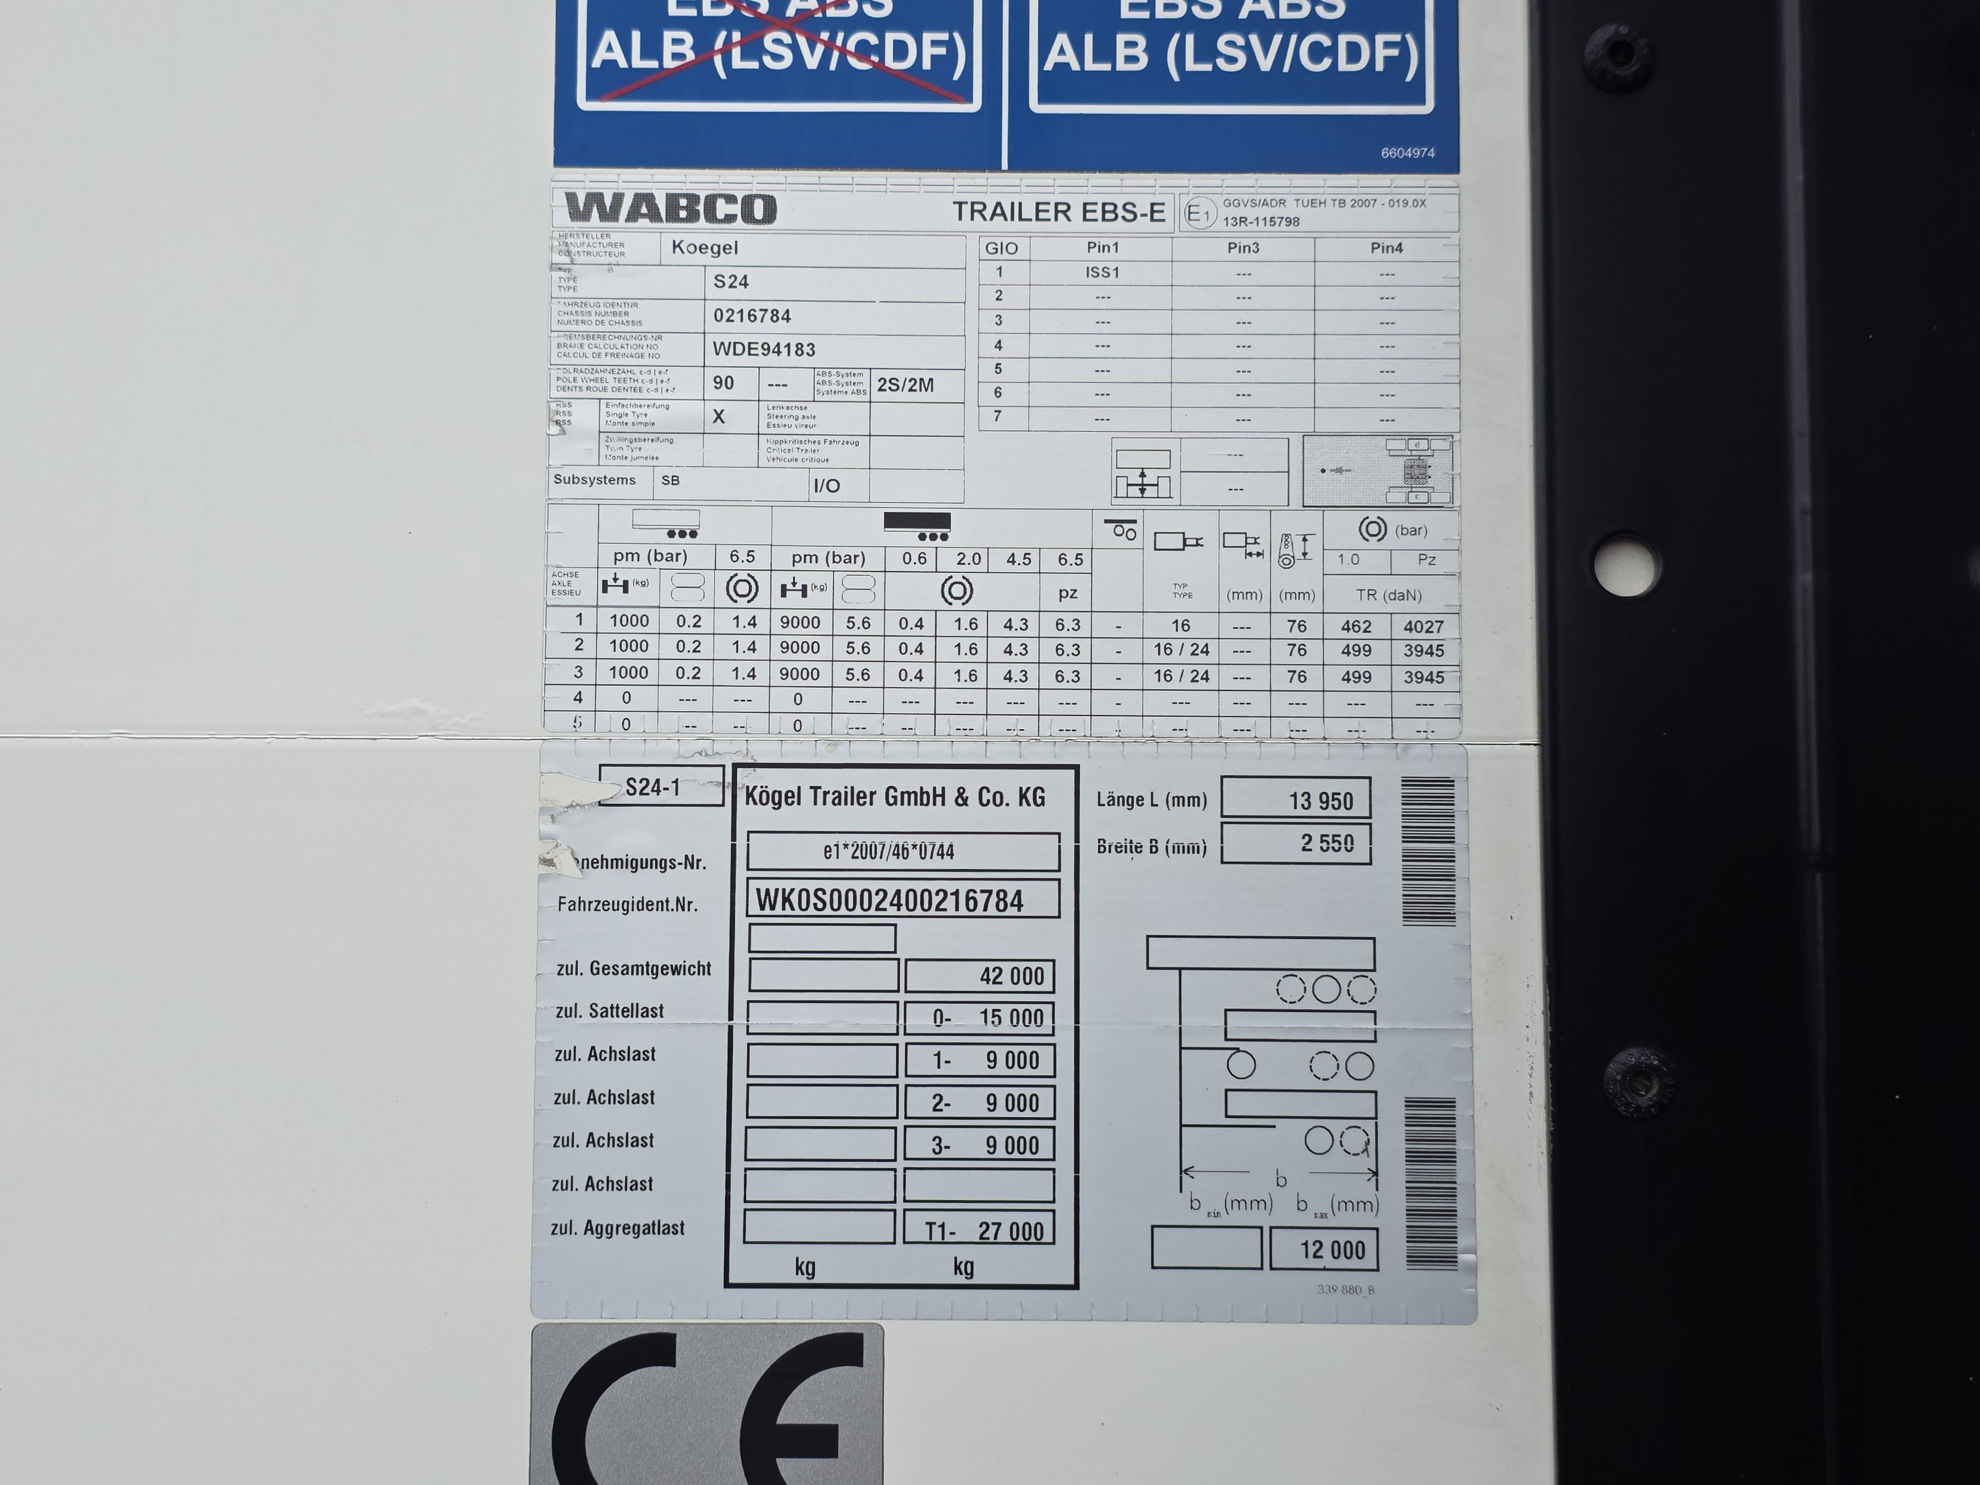 EBS ABS
ALB (LSV/CDF)
EBS ABS
ALB (LSV/CDF)
6604974
WABCO
TRAILER EBS-E
E1
GGVS/ADR TUEH TB 2007 - 019.0X
13R-115798
HERSTELLER
MANUFACTURER
CONSTRUCTEUR
Koegel
TYP
TYPE
TYPE
S24
FAHRZEUG IDENTNR
CHASSIS NUMBER
NUMERO DE CHASSIS
0216784
BREMSBERECHNUNGS-NR
BRAKE CALCULATION NO
CALCUL DE FREINAGE NO
WDE94183
POLRADZÄHNEZAHL c-d | e-f
POLE WHEEL TEETH c-d | e-f
DENTS ROUE DENTEE c-d | e-f
90 ---
ABS-System
ABS-System
Systeme ABS
2S/2M
RSS
RSS
RSS
Einfachbereifung
Single Tyre
Monte simple
X
Lenkachse
Steering axle
Essieu vireur
Zwillingsbereifung
Twin Tyre
Monte jumelée
Kippkritisches Fahrzeug
Critical Trailer
Vehicule critique
Subsystems SB I/O
GIO Pin1 Pin3 Pin4
1 ISS1 --- ---
2 --- --- ---
3 --- --- ---
4 --- --- ---
5 --- --- ---
6 --- --- ---
7 --- --- ---
---
---
d
c
(bar)
pm (bar) 6.5 pm (bar) 0.6 2.0 4.5 6.5 1.0 Pz
ACHSE
AXLE
ESSIEU
(kg) (kg) pz
TYP
TYPE
(mm) (mm) TR (daN)
1 1000 0.2 1.4 9000 5.6 0.4 1.6 4.3 6.3 - 16 --- 76 462 4027
2 1000 0.2 1.4 9000 5.6 0.4 1.6 4.3 6.3 - 16 / 24 --- 76 499 3945
3 1000 0.2 1.4 9000 5.6 0.4 1.6 4.3 6.3 - 16 / 24 --- 76 499 3945
4 0 --- --- 0 --- --- --- --- --- - --- --- --- --- ---
5 0 --- --- 0 --- --- --- --- --- - --- --- --- --- ---
S24-1
Kögel Trailer GmbH & Co. KG
Länge L (mm) 13 950
Breite B (mm) 2 550
enehmigungs-Nr. e1*2007/46*0744
Fahrzeugident.Nr. WK0S0002400216784
zul. Gesamtgewicht 42 000
zul. Sattellast 0- 15 000
zul. Achslast 1- 9 000
zul. Achslast 2- 9 000
zul. Achslast 3- 9 000
zul. Achslast
zul. Aggregatlast T1- 27 000
kg kg
b
b min (mm) b max (mm)
12 000
339 880_B
CE